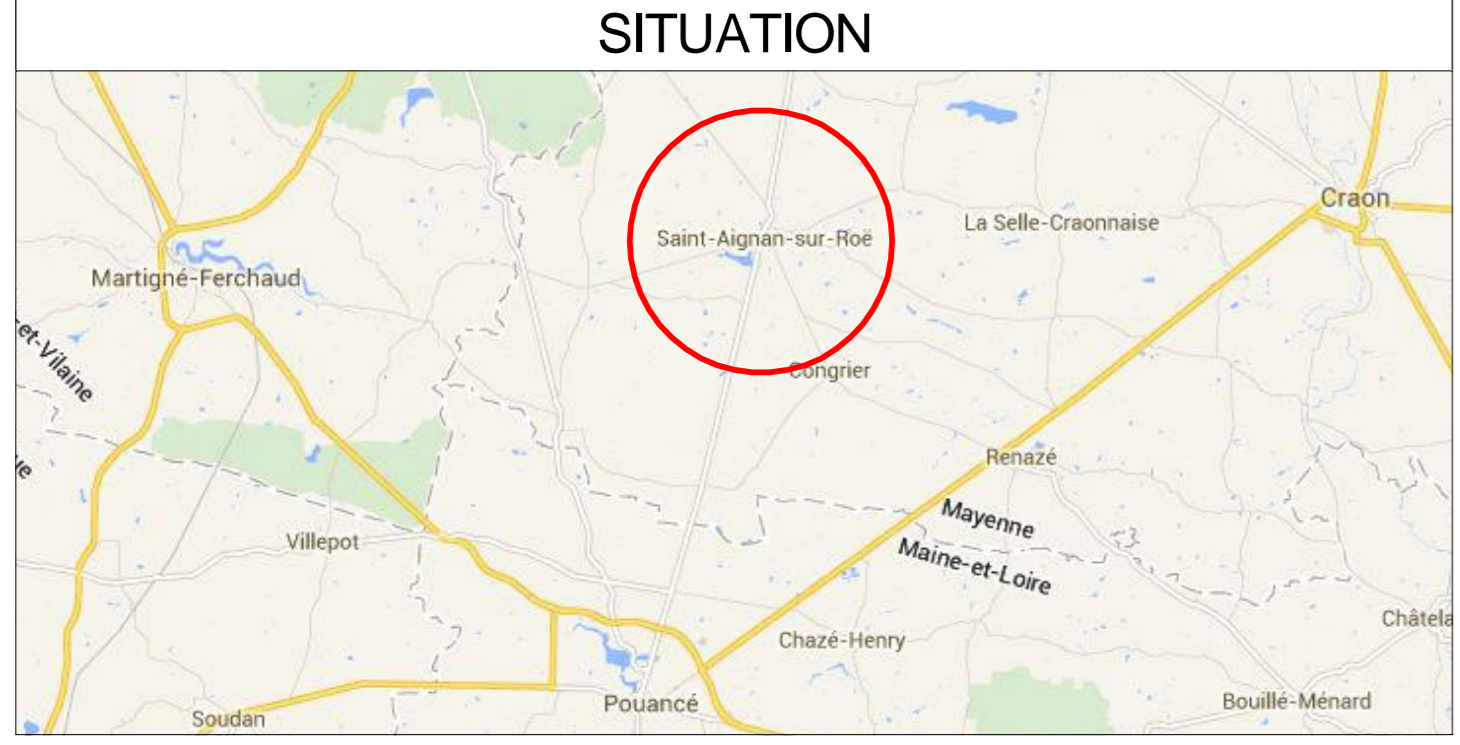 SITUATION
Craon
La Selle-Craonnaise
Saint-Aignan-sur-Roë
Martigné-Ferchaud
et-Vilaine
Congrier
Renazé
Mayenne
Villepot
Maine-et-Loire
Châtela
Chazé-Henry
Pouancé
Bouillé-Ménard
Soudan